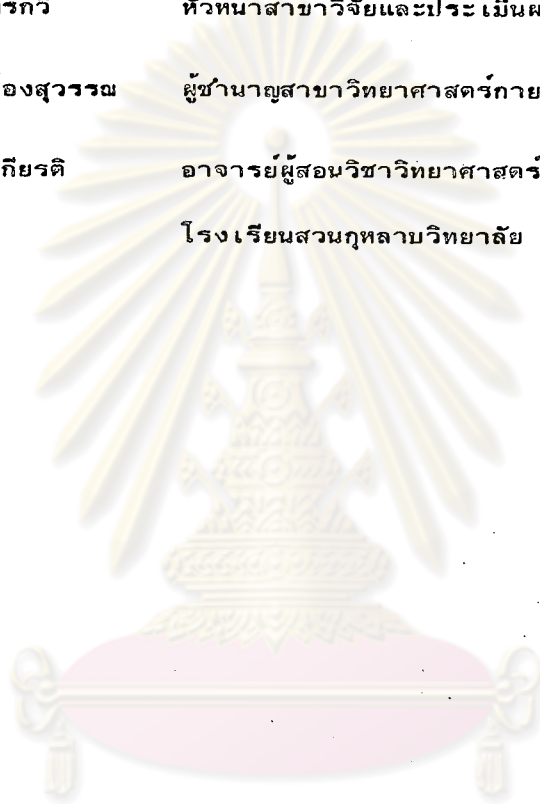 รกวี หัวหน้าสาขาวิจัยและประเมินผ
องสุวรรณ ผู้ชำนาญสาขาวิทยาศาสตร์กาย
กียรติ อาจารย์ผู้สอนวิชาวิทยาศาสตร์
โรงเรียนสวนกุหลาบวิทยาลัย